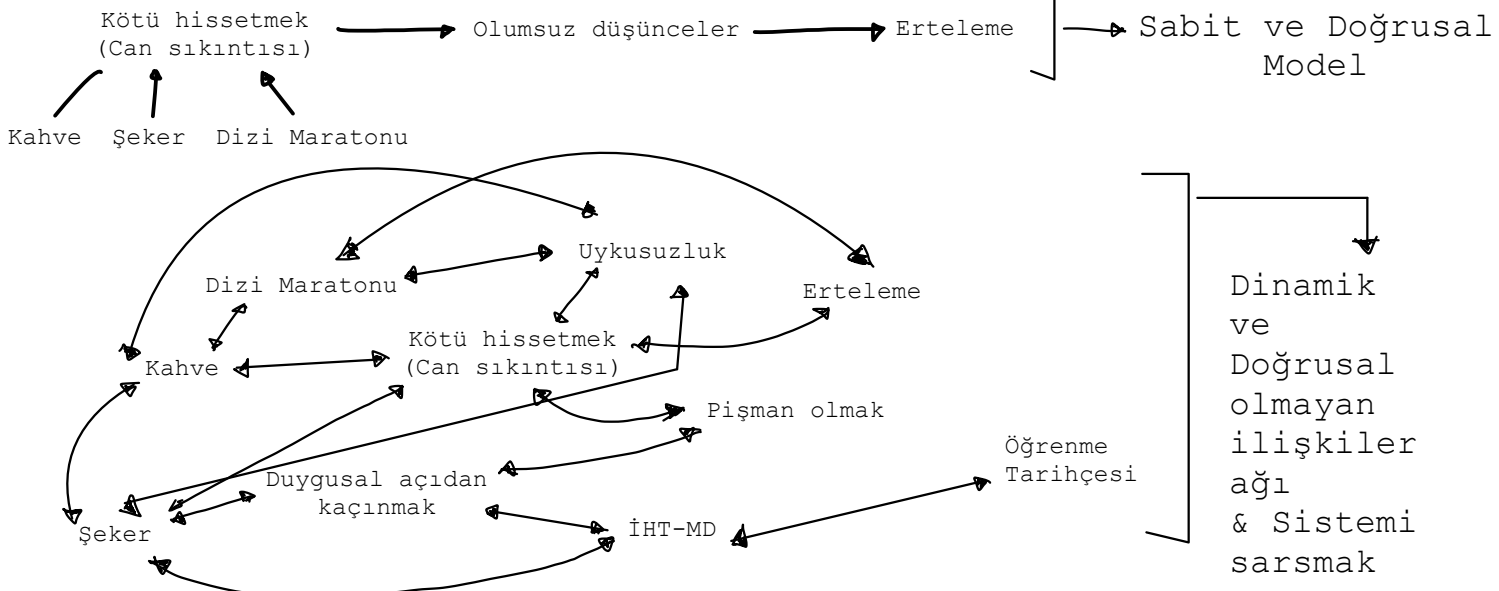 Kötü hissetmek
(Can sıkıntısı)
Olumsuz düşünceler
Erteleme
Sabit ve Doğrusal
Model
Kahve
Şeker
Dizi Maratonu
Uykusuzluk
Dizi Maratonu
Erteleme
Kötü hissetmek
(Can sıkıntısı)
Kahve
Pişman olmak
Duygusal açıdan
kaçınmak
Şeker
İHT-MD
Öğrenme
Tarihçesi
Dinamik
ve
Doğrusal
olmayan
ilişkiler
ağı
& Sistemi
sarsmak